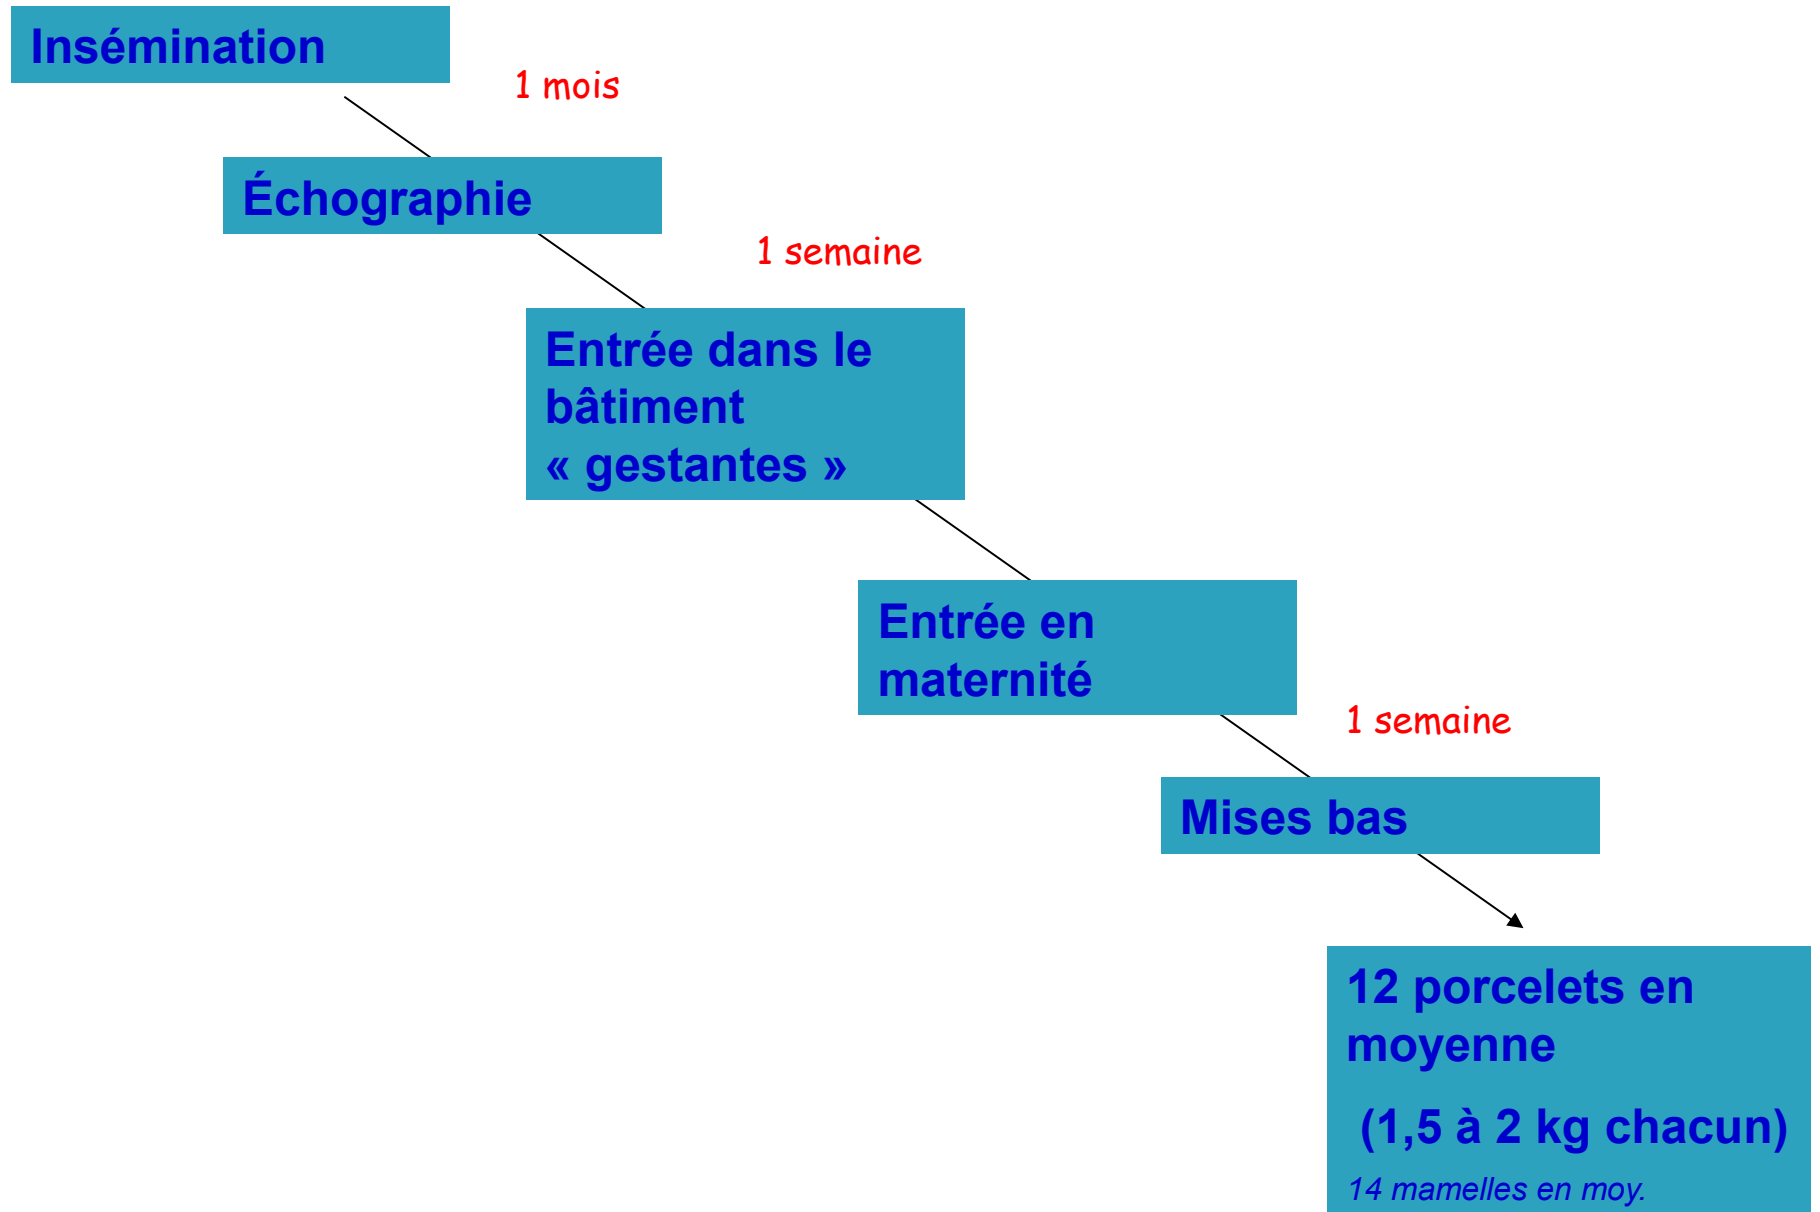 Insémination
1 mois
Échographie
1 semaine
Entrée dans le
bâtiment
« gestantes »
Entrée en
maternité
1 semaine
Mises bas
12 porcelets en
moyenne
(1,5 à 2 kg chacun)
14 mamelles en moy.